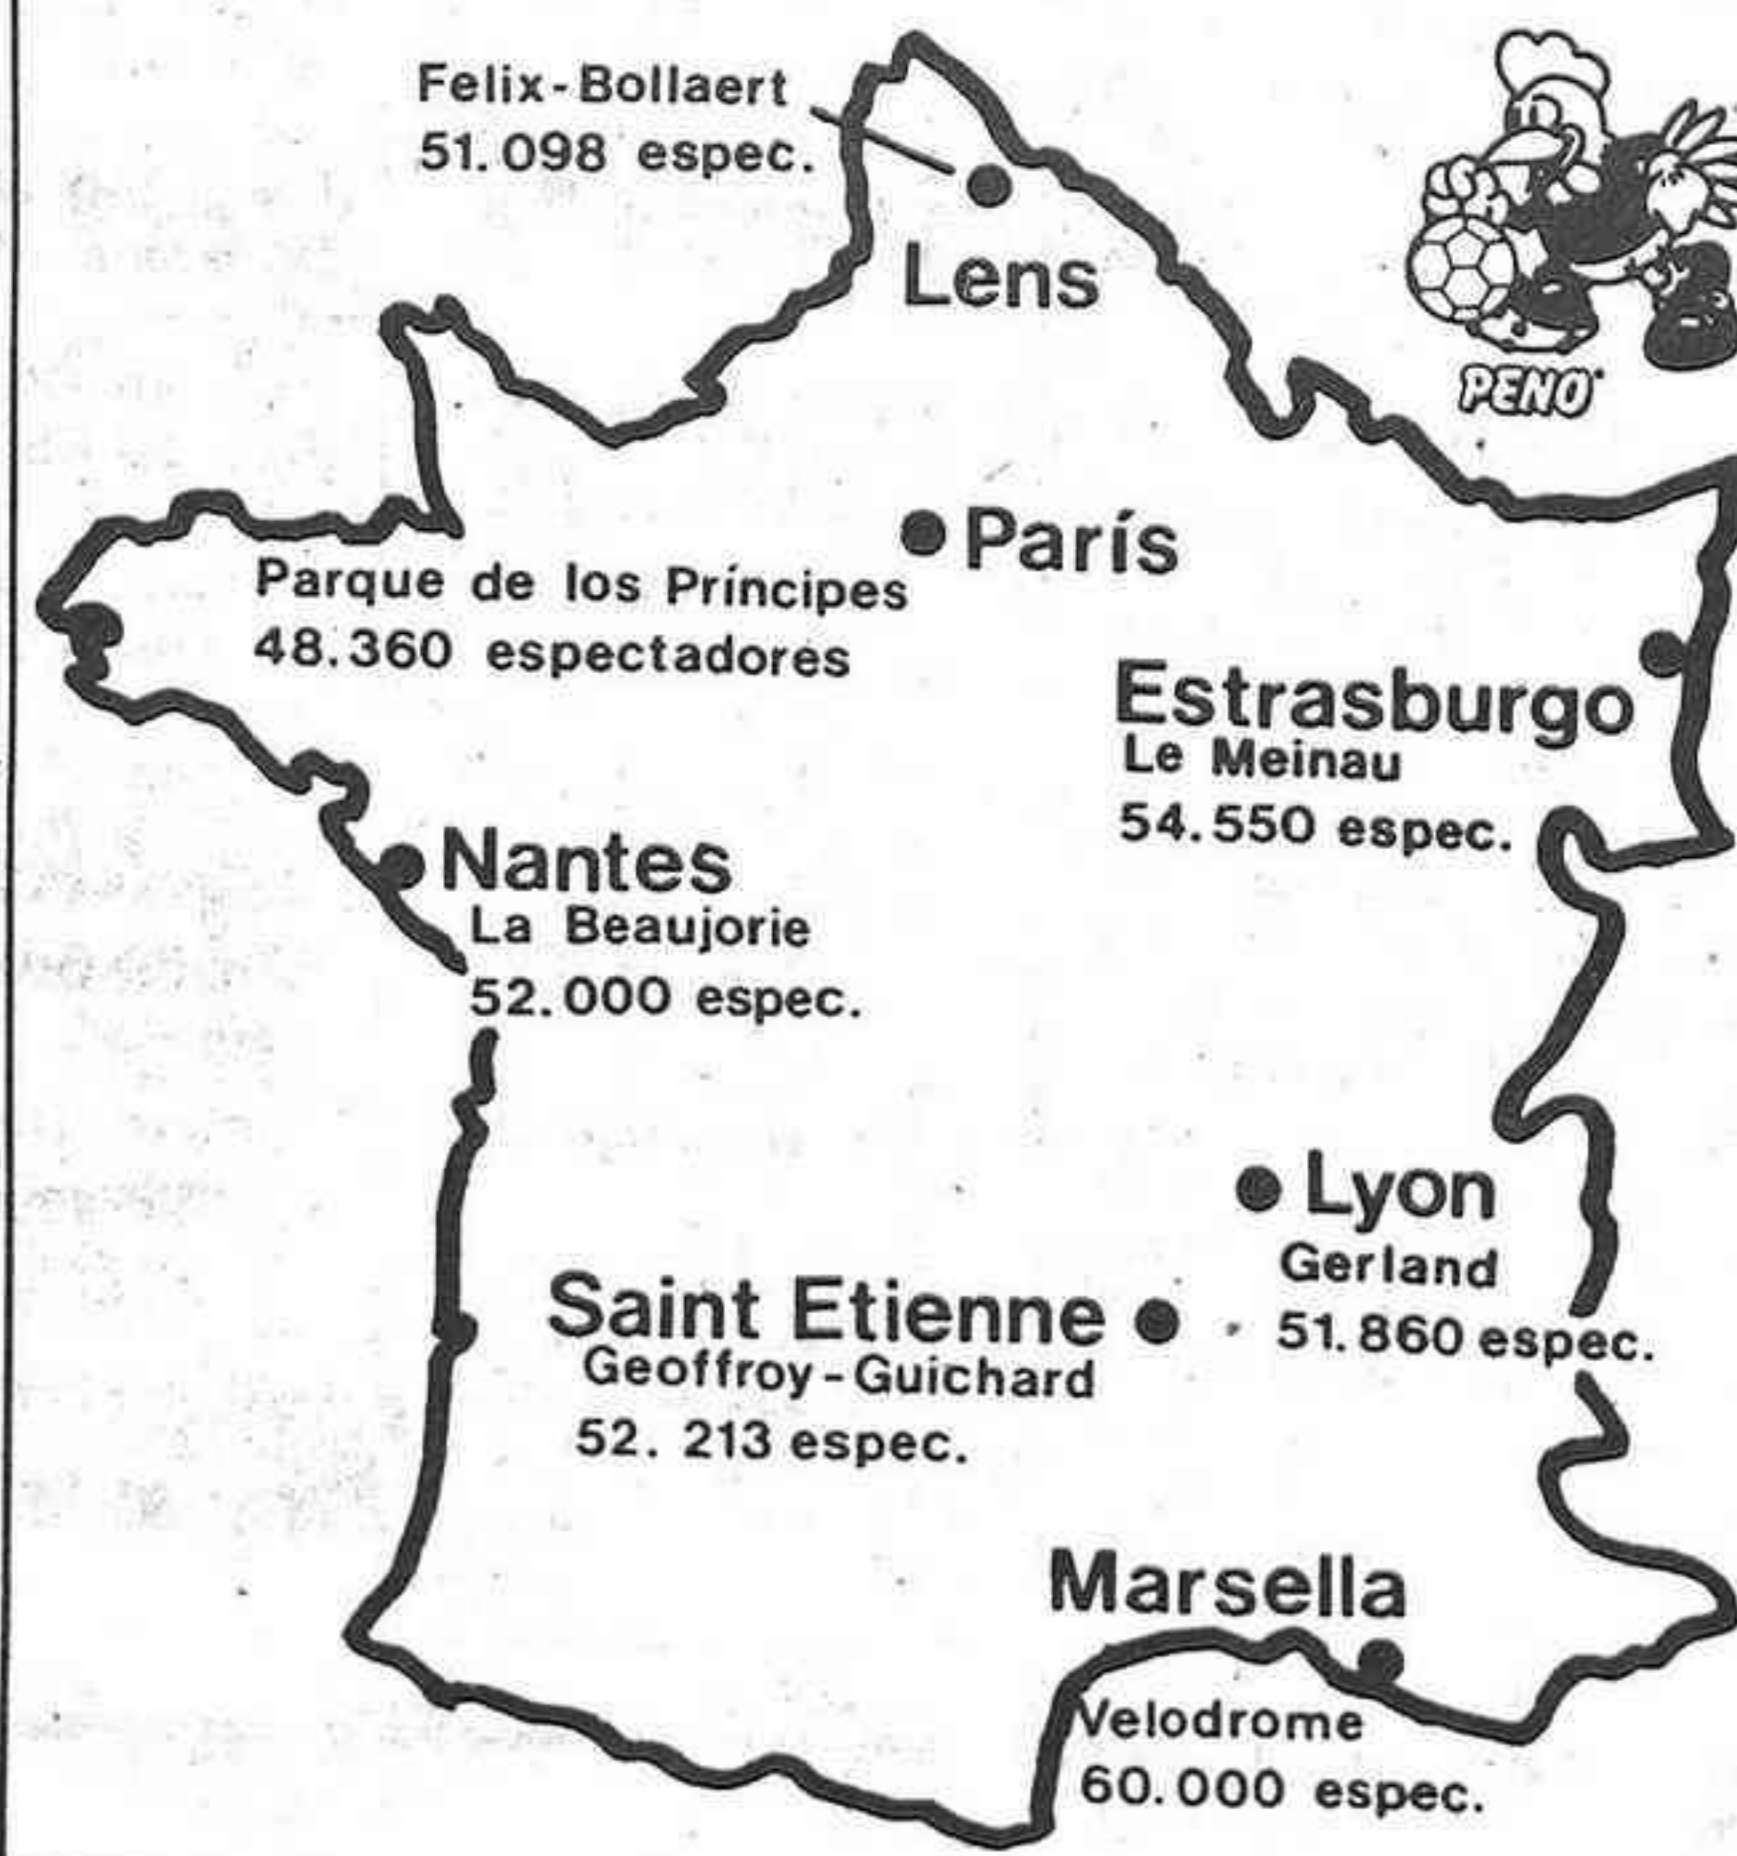 Felix-Bollaert
51.098 espec.
Lens
PENO
París
Parque de los Príncipes
48.360 espectadores
Estrasburgo
Le Meinau
54.550 espec.
Nantes
La Beaujorie
52.000 espec.
Lyon
Gerland
51.860 espec.
Saint Etienne
Geoffroy-Guichard
52. 213 espec.
Marsella
Velodrome
60.000 espec.